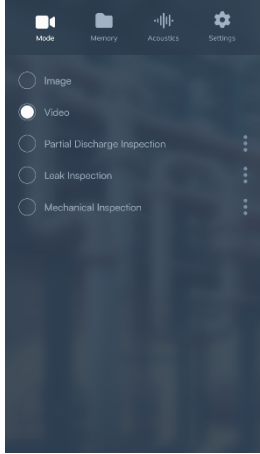 Mode
Memory
Acoustics
Settings
Image
Video
Partial Discharge Inspection
Leak Inspection
Mechanical Inspection